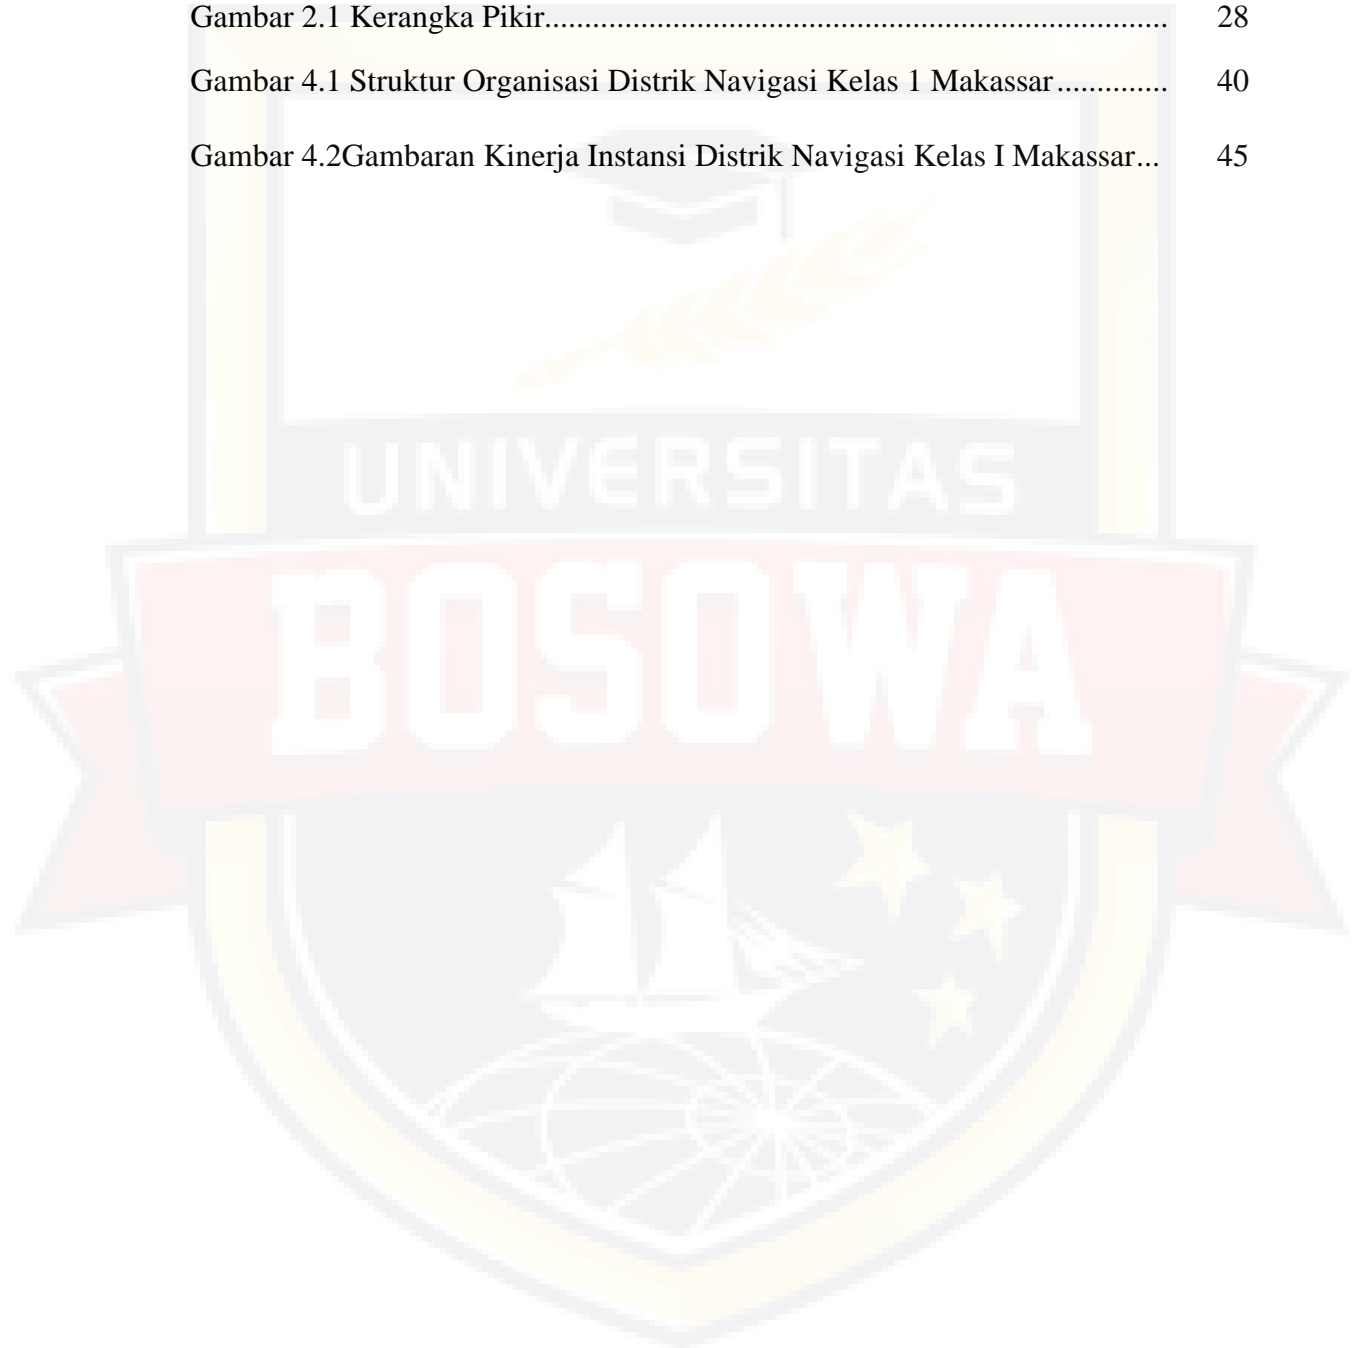 Gambar 2.1 Kerangka Pikir............................................................................... 28
Gambar 4.1 Struktur Organisasi Distrik Navigasi Kelas 1 Makassar .............. 40
Gambar 4.2Gambaran Kinerja Instansi Distrik Navigasi Kelas I Makassar... 45
UNIVERSITAS
BOSOWA